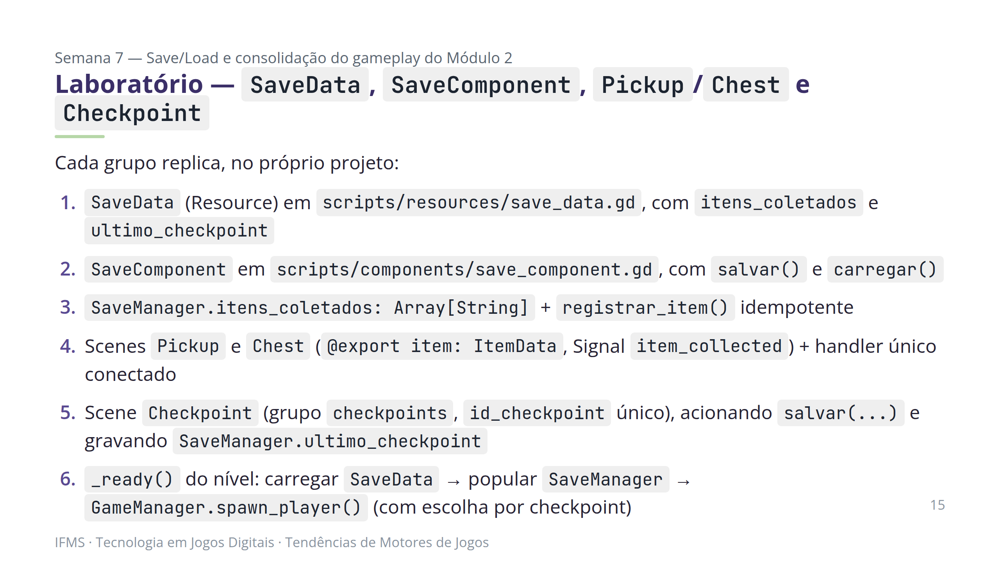 Semana 7 — Save/Load e consolidação do gameplay do Módulo 2
Laboratório — SaveData, SaveComponent, Pickup/Chest e
Checkpoint
Cada grupo replica, no próprio projeto:
1. SaveData (Resource) em scripts/resources/save_data.gd, com itens_coletados e
ultimo_checkpoint
2. SaveComponent em scripts/components/save_component.gd, com salvar() e carregar()
3. SaveManager.itens_coletados: Array[String] + registrar_item() idempotente
4. Scenes Pickup e Chest (@export item: ItemData, Signal item_collected) + handler único
conectado
5. Scene Checkpoint (grupo checkpoints, id_checkpoint único), acionando salvar(...) e
gravando SaveManager.ultimo_checkpoint
6. _ready() do nível: carregar SaveData → popular SaveManager →
GameManager.spawn_player() (com escolha por checkpoint)
15
IFMS · Tecnologia em Jogos Digitais · Tendências de Motores de Jogos